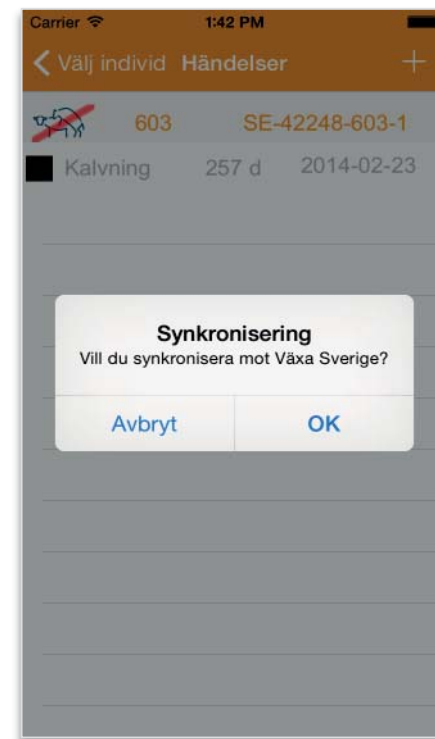 Carrier 1:42 PM
Välj individ Händelser +
603 SE-42248-603-1
Kalvning 257 d 2014-02-23
Synkronisering
Vill du synkronisera mot Växa Sverige?
Avbryt OK